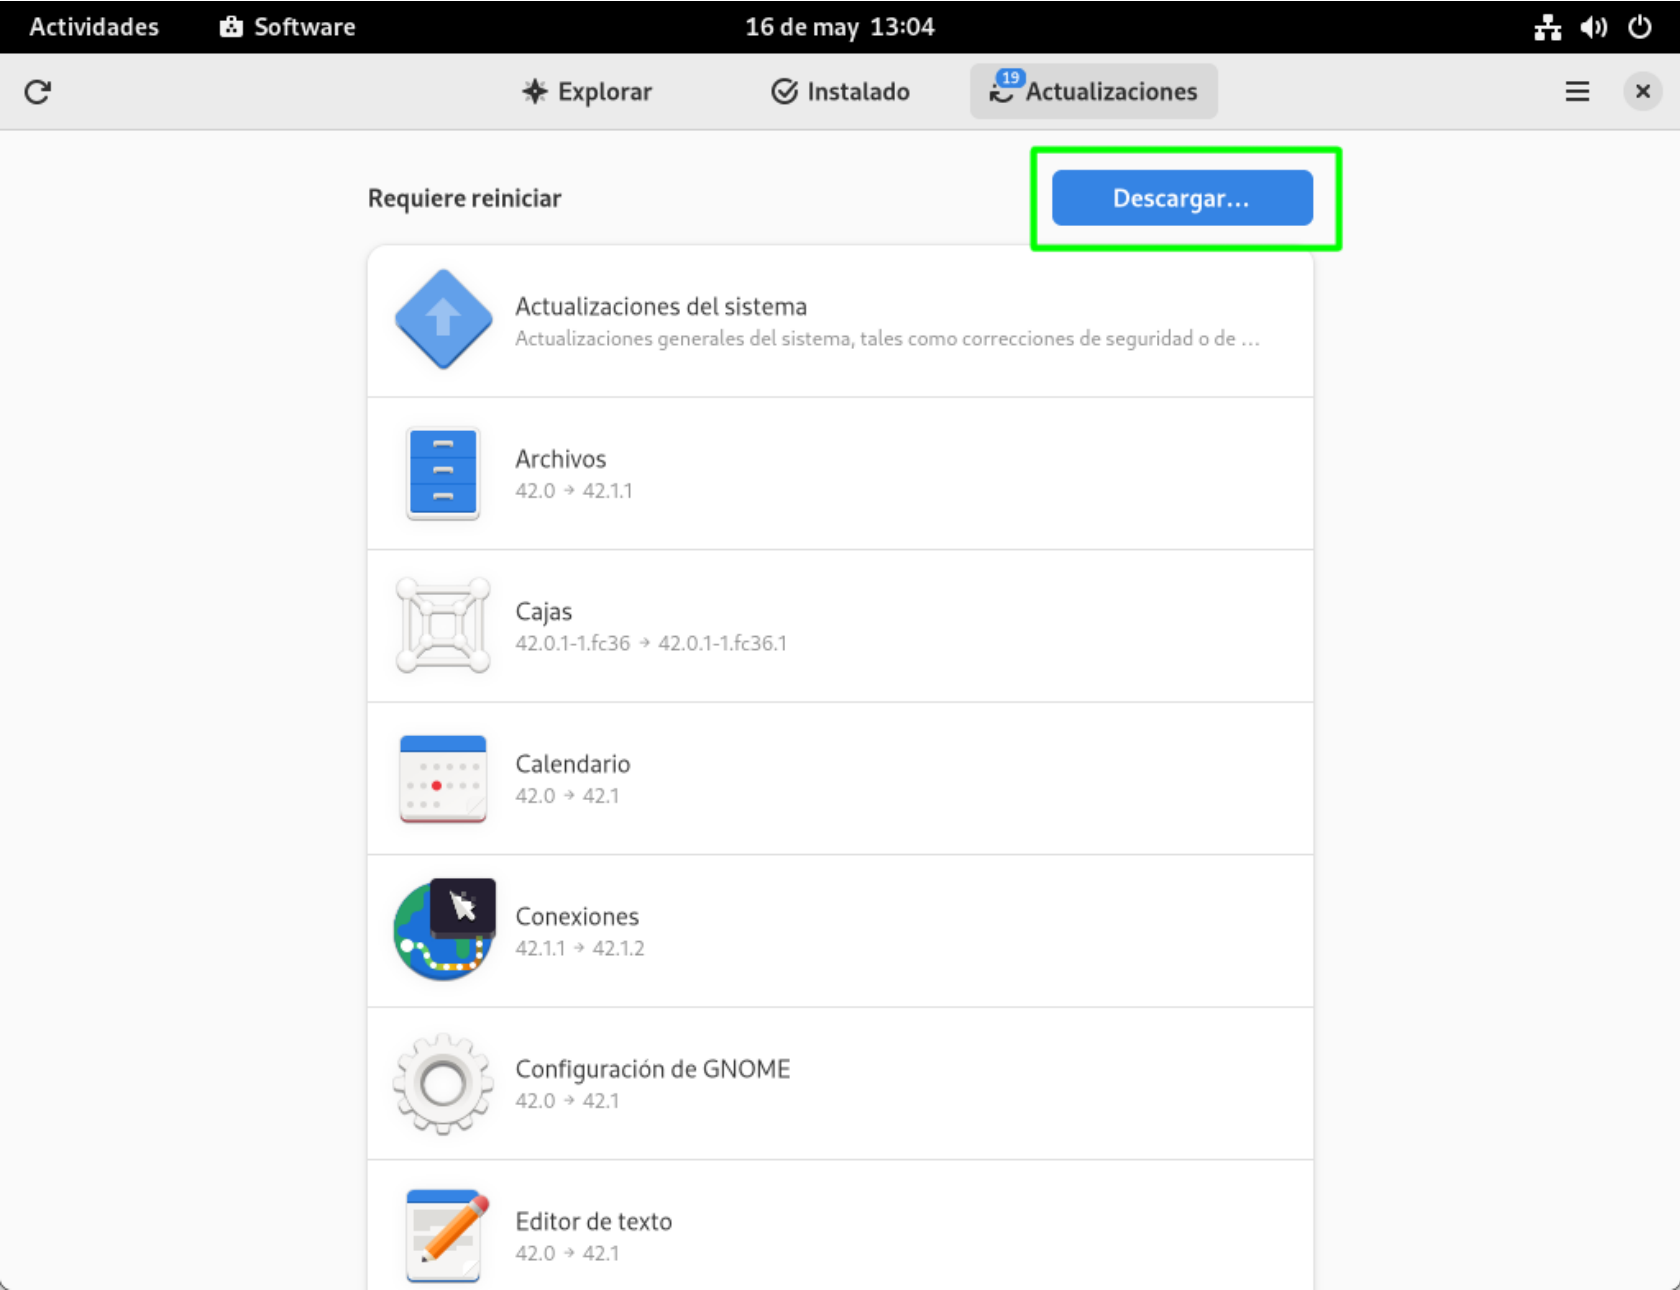 Actividades
Software
16 de may 13:04
Explorar
Instalado
19
Actualizaciones
Requiere reiniciar
Descargar...
Actualizaciones del sistema
Actualizaciones generales del sistema, tales como correcciones de seguridad o de ...
Archivos
42.0 → 42.1.1
Cajas
42.0.1-1.fc36 → 42.0.1-1.fc36.1
Calendario
42.0 → 42.1
Conexiones
42.1.1 → 42.1.2
Configuración de GNOME
42.0 → 42.1
Editor de texto
42.0 → 42.1